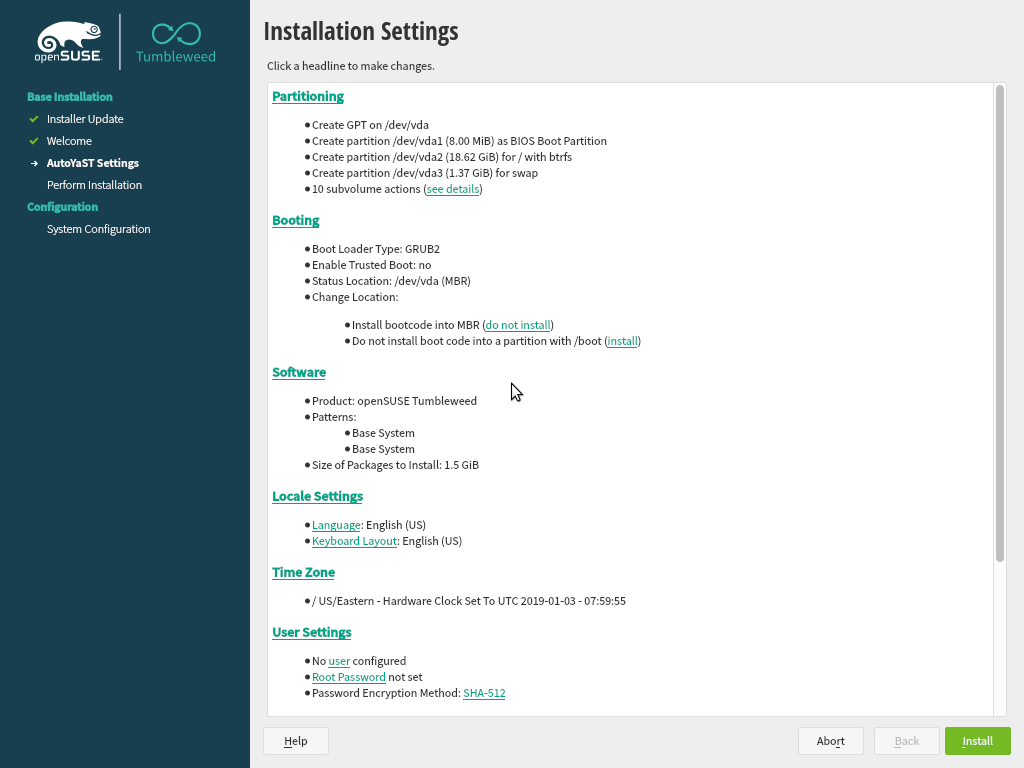 openSUSE.
Tumbleweed
Base Installation
Installer Update
Welcome
AutoYaST Settings
Perform Installation
Configuration
System Configuration
Installation Settings
Click a headline to make changes.
Partitioning
Create GPT on /dev/vda
Create partition /dev/vda1 (8.00 MiB) as BIOS Boot Partition
Create partition /dev/vda2 (18.62 GiB) for / with btrfs
Create partition /dev/vda3 (1.37 GiB) for swap
10 subvolume actions (see details)
Booting
Boot Loader Type: GRUB2
Enable Trusted Boot: no
Status Location: /dev/vda (MBR)
Change Location:
Install bootcode into MBR (do not install)
Do not install boot code into a partition with /boot (install)
Software
Product: openSUSE Tumbleweed
Patterns:
Base System
Base System
Size of Packages to Install: 1.5 GiB
Locale Settings
Language: English (US)
Keyboard Layout: English (US)
Time Zone
/ US/Eastern - Hardware Clock Set To UTC 2019-01-03 - 07:59:55
User Settings
No user configured
Root Password not set
Password Encryption Method: SHA-512
Help
Abort
Back
Install